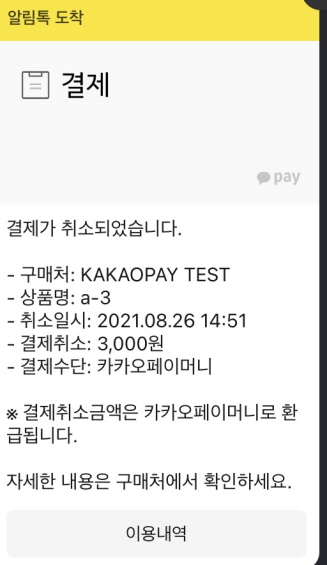 알림톡 도착
결제
pay
결제가 취소되었습니다.
- 구매처: KAKAOPAY TEST
- 상품명: a-3
- 취소일시: 2021.08.26 14:51
- 결제취소: 3,000원
- 결제수단: 카카오페이머니
※ 결제취소금액은 카카오페이머니로 환
급됩니다.
자세한 내용은 구매처에서 확인하세요.
이용내역